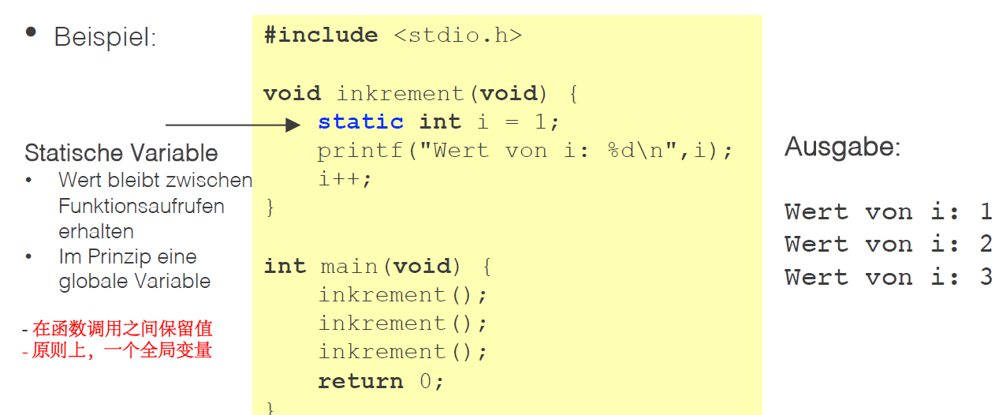 • Beispiel:
#include <stdio.h>
void inkrement(void) {
static int i = 1;
printf("Wert von i: %d\n",i);
i++;
}
int main(void) {
inkrement();
inkrement();
inkrement();
return 0;
}
Statische Variable
• Wert bleibt zwischen
Funktionsaufrufen
erhalten
• Im Prinzip eine
globale Variable
- 在函数调用之间保留值
- 原则上，一个全局变量
Ausgabe:
Wert von i: 1
Wert von i: 2
Wert von i: 3